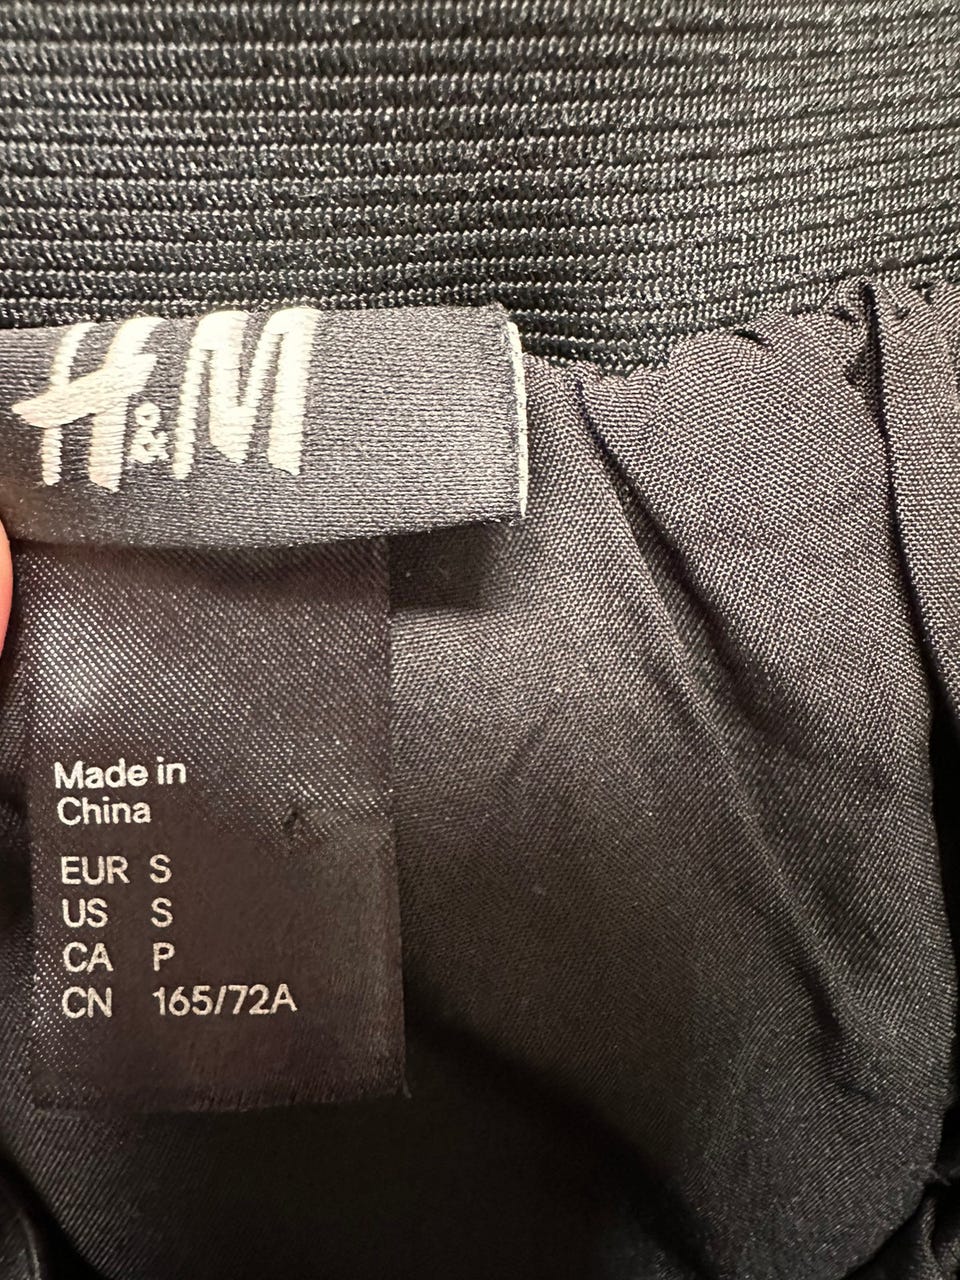 H&M
Made in
China
EUR S
US S
CA P
CN 165/72A